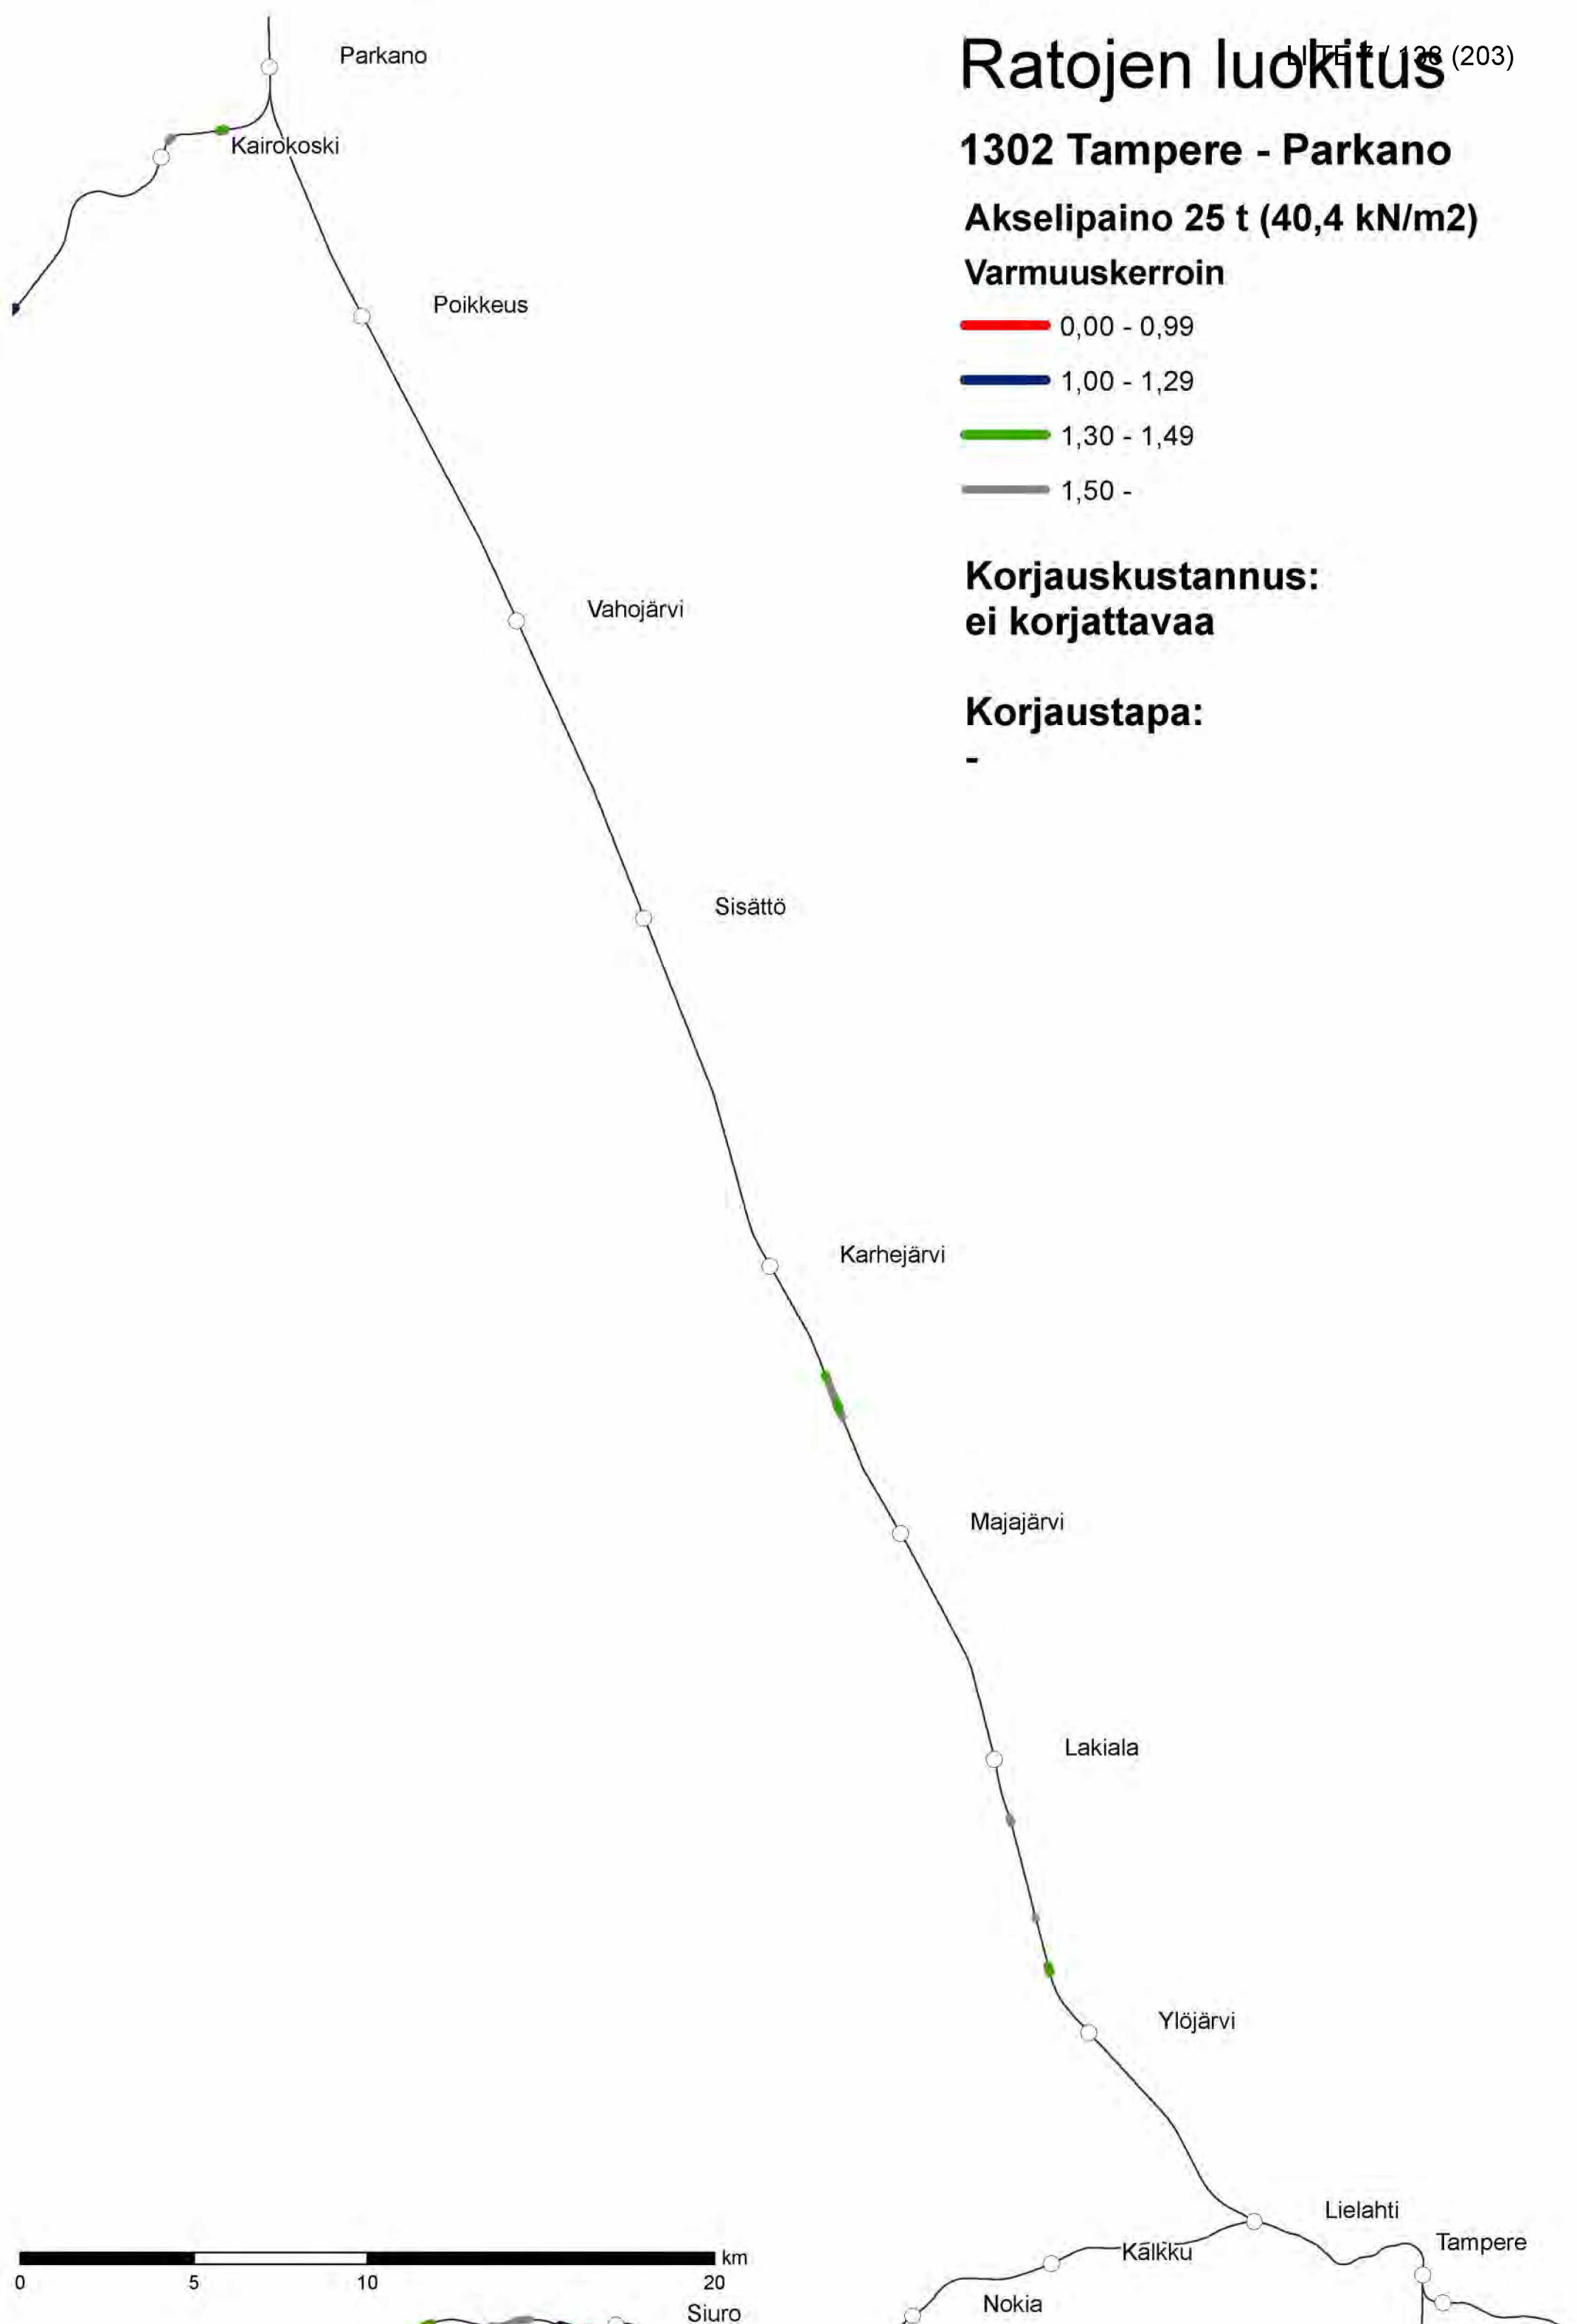 Ratojen luokitus
LIITE 7 / 138 (203)
1302 Tampere - Parkano
Akselipaino 25 t (40,4 kN/m2)
Varmuuskerroin
0,00 - 0,99
1,00 - 1,29
1,30 - 1,49
1,50 -
Korjauskustannus:
ei korjattavaa
Korjaustapa:
-
Parkano
Kairokoski
Poikkeus
Vahojärvi
Sisättö
Karhejärvi
Majajärvi
Lakiala
Ylöjärvi
Lielahti
Tampere
Kalkku
Nokia
Siuro
km
0 5 10 20